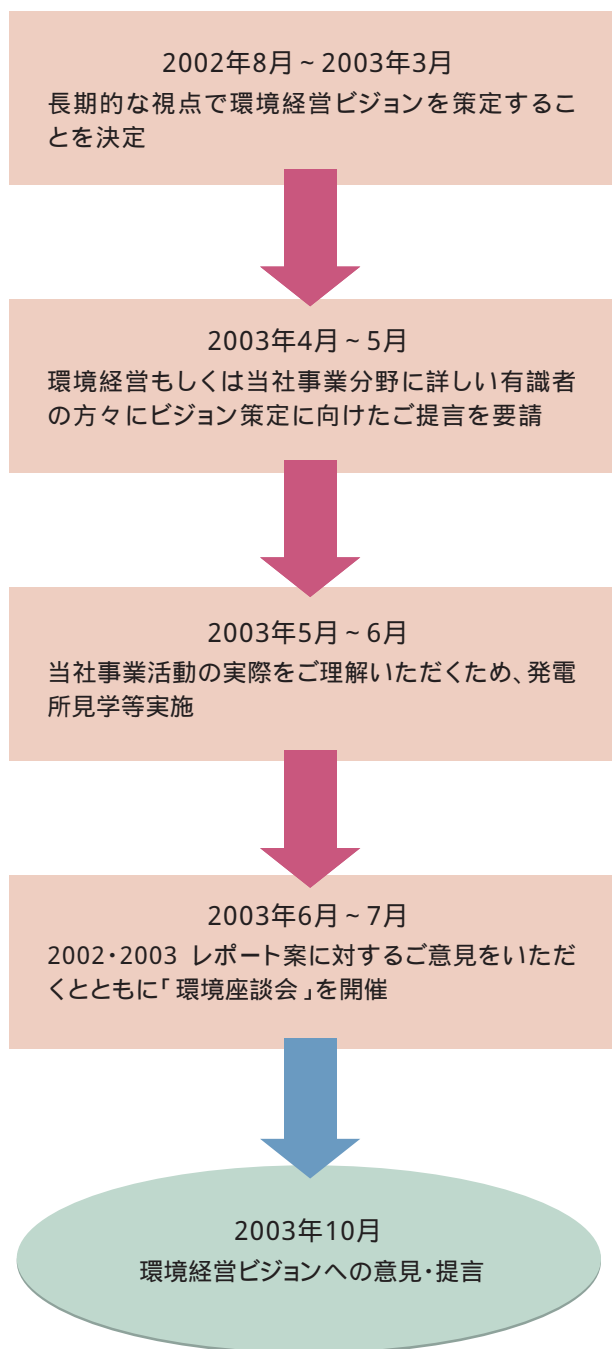 2002年8月~2003年3月
長期的な視点で環境経営ビジョンを策定するこ
とを決定
2003年4月~5月
環境経営もしくは当社事業分野に詳しい有識者
の方々にビジョン策定に向けたご提言を要請
2003年5月~6月
当社事業活動の実際をご理解いただくため、発電
所見学等実施
2003年6月~7月
2002・2003 レポート案に対するご意見をいただ
くとともに「環境座談会」を開催
2003年10月
環境経営ビジョンへの意見・提言